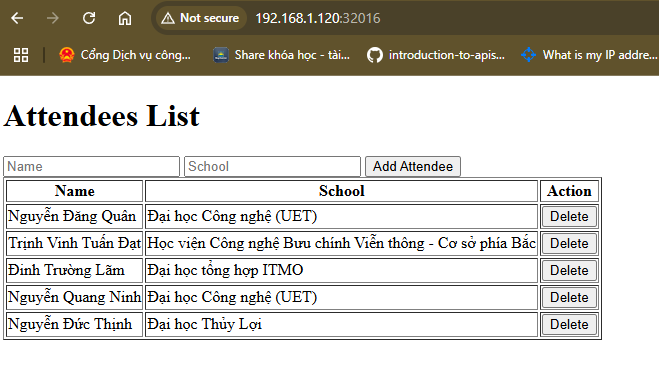 Not secure 192.168.1.120:32016
Cổng Dịch vụ công... Share khóa học - tài... introduction-to-apis... What is my IP addre...
Attendees List
Name School Add Attendee
Name School Action
Nguyễn Đăng Quân Đại học Công nghệ (UET) Delete
Trịnh Vinh Tuấn Đạt Học viện Công nghệ Bưu chính Viễn thông - Cơ sở phía Bắc Delete
Đinh Trường Lãm Đại học tổng hợp ITMO Delete
Nguyễn Quang Ninh Đại học Công nghệ (UET) Delete
Nguyễn Đức Thịnh Đại học Thủy Lợi Delete